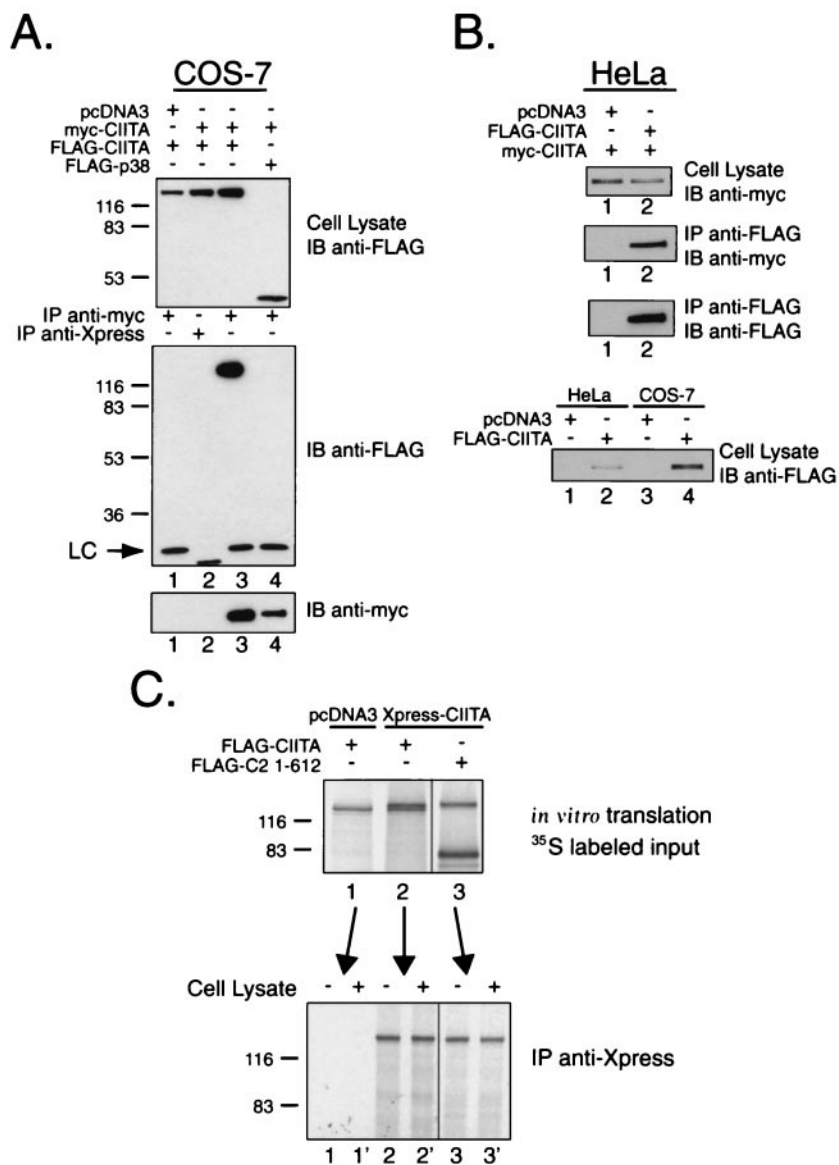 A.
COS-7
pcDNA3 + - - -
myc-CIITA - + + +
FLAG-CIITA + + + -
FLAG-p38 - - - +
116
83
53
Cell Lysate
IB anti-FLAG
IP anti-myc + - + +
IP anti-Xpress - + - -
116
83
53
36
IB anti-FLAG
LC
1 2 3 4
IB anti-myc
1 2 3 4
B.
HeLa
pcDNA3 + -
FLAG-CIITA - +
myc-CIITA + +
Cell Lysate
IB anti-myc
1 2
IP anti-FLAG
IB anti-myc
1 2
IP anti-FLAG
IB anti-FLAG
1 2
HeLa COS-7
pcDNA3 + - + -
FLAG-CIITA - + - +
Cell Lysate
IB anti-FLAG
1 2 3 4
C.
pcDNA3 Xpress-CIITA
FLAG-CIITA + + -
FLAG-C2 1-612 - - +
116
83
in vitro translation
35S labeled input
1 2 3
Cell Lysate - + - + - +
116
83
IP anti-Xpress
1 1' 2 2' 3 3'